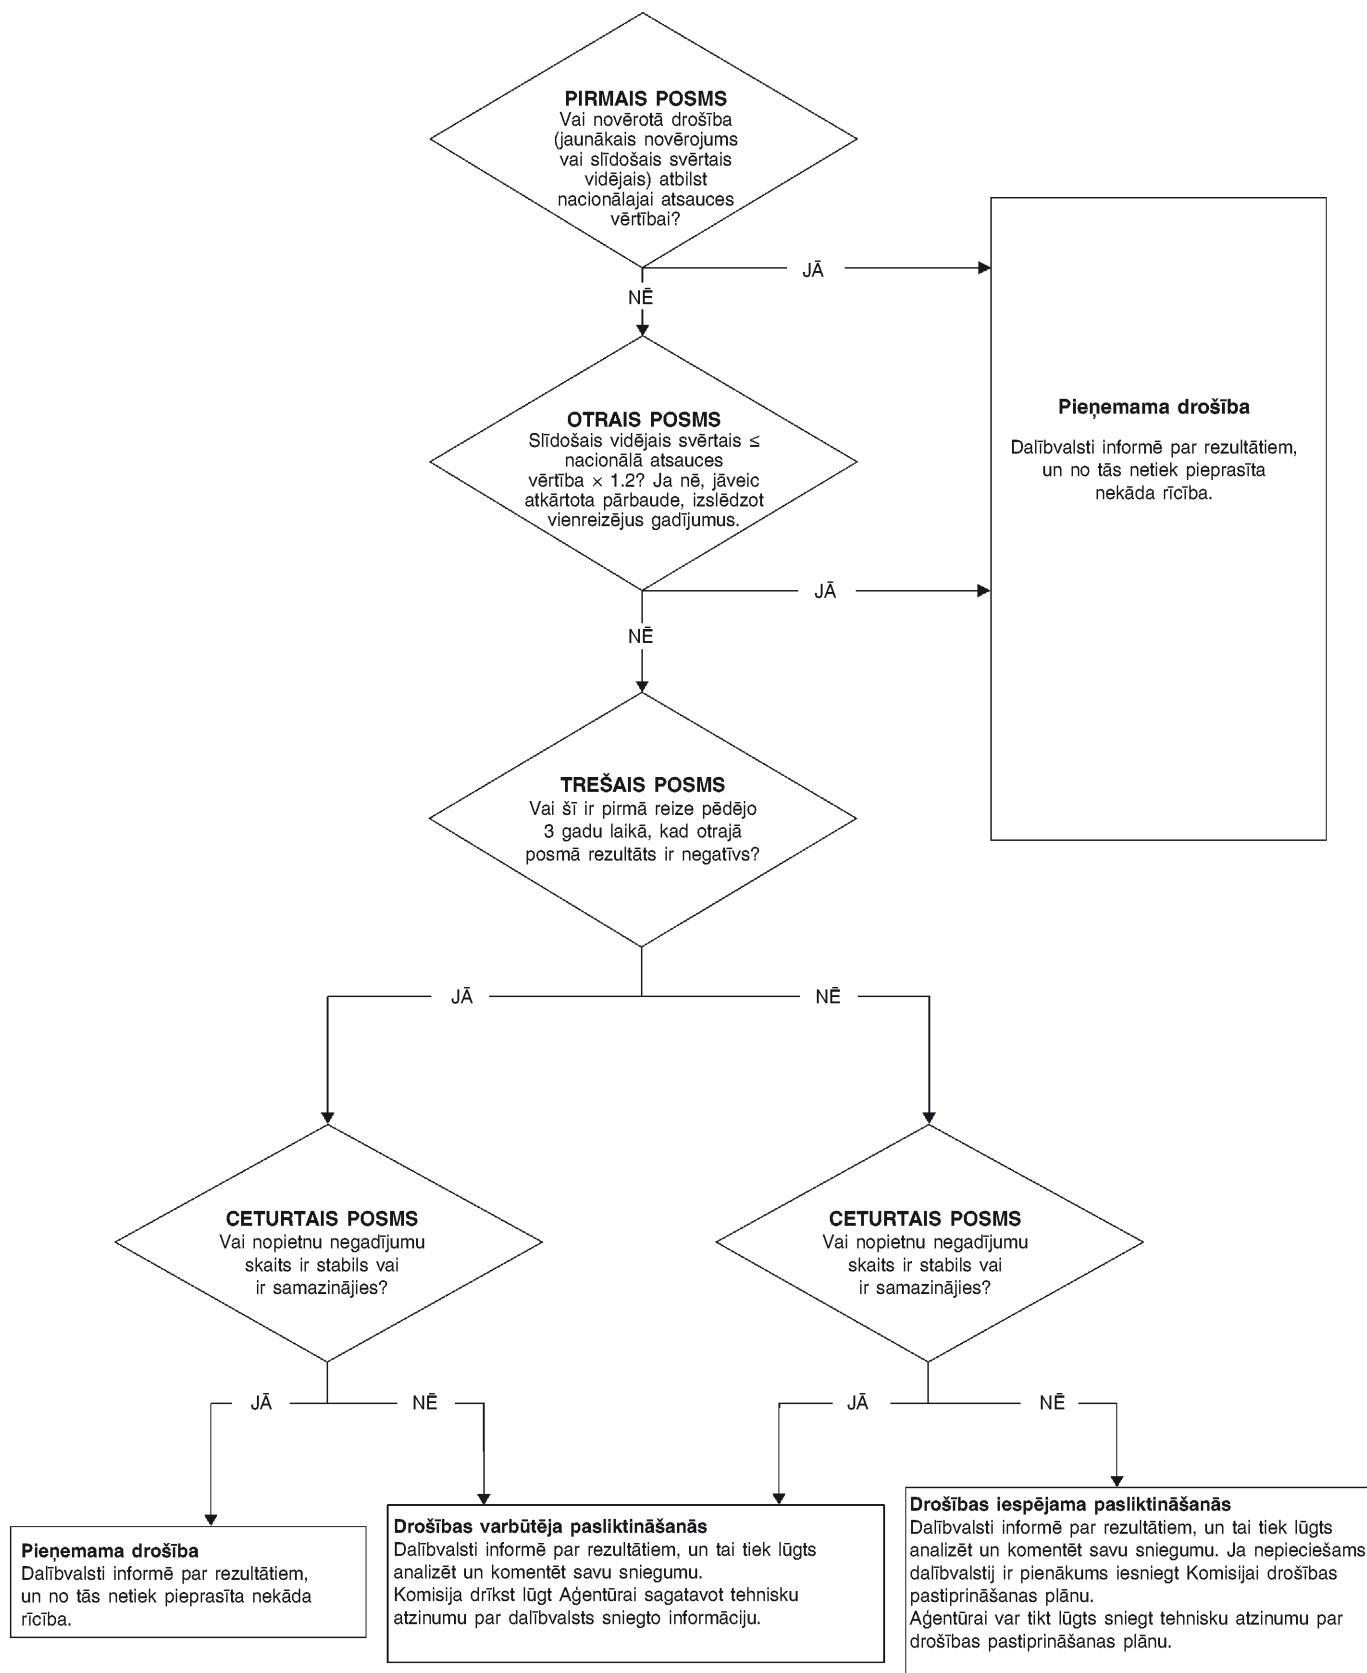 PIRMAIS POSMS
Vai novērotā drošība
(jaunākais novērojums
vai slīdošais svērtais
vidējais) atbilst
nacionālajai atsauces
vērtībai?
JĀ
NĒ
OTRAIS POSMS
Slīdošais vidējais svērtais ≤
nacionālā atsauces
vērtība × 1.2? Ja nē, jāveic
atkārtota pārbaude, izslēdzot
vienreizējus gadījumus.
Pieņemama drošība
Dalībvalsti informē par rezultātiem,
un no tās netiek pieprasīta
nekāda rīcība.
JĀ
NĒ
TREŠAIS POSMS
Vai šī ir pirmā reize pēdējo
3 gadu laikā, kad otrajā
posmā rezultāts ir negatīvs?
JĀ
NĒ
CETURTAIS POSMS
Vai nopietnu negadījumu
skaits ir stabils vai
ir samazinājies?
CETURTAIS POSMS
Vai nopietnu negadījumu
skaits ir stabils vai
ir samazinājies?
JĀ
NĒ
JĀ
NĒ
Pieņemama drošība
Dalībvalsti informē par rezultātiem,
un no tās netiek pieprasīta nekāda
rīcība.
Drošības varbūtēja pasliktināšanās
Dalībvalsti informē par rezultātiem, un tai tiek lūgts
analizēt un komentēt savu sniegumu.
Komisija drīkst lūgt Aģentūrai sagatavot tehnisku
atzinumu par dalībvalsts sniegto informāciju.
Drošības iespējama pasliktināšanās
Dalībvalsti informē par rezultātiem, un tai tiek lūgts
analizēt un komentēt savu sniegumu. Ja nepieciešams
dalībvalstij ir pienākums iesniegt Komisijai drošības
pastiprināšanas plānu.
Aģentūrai var tikt lūgts sniegt tehnisku atzinumu par
drošības pastiprināšanas plānu.